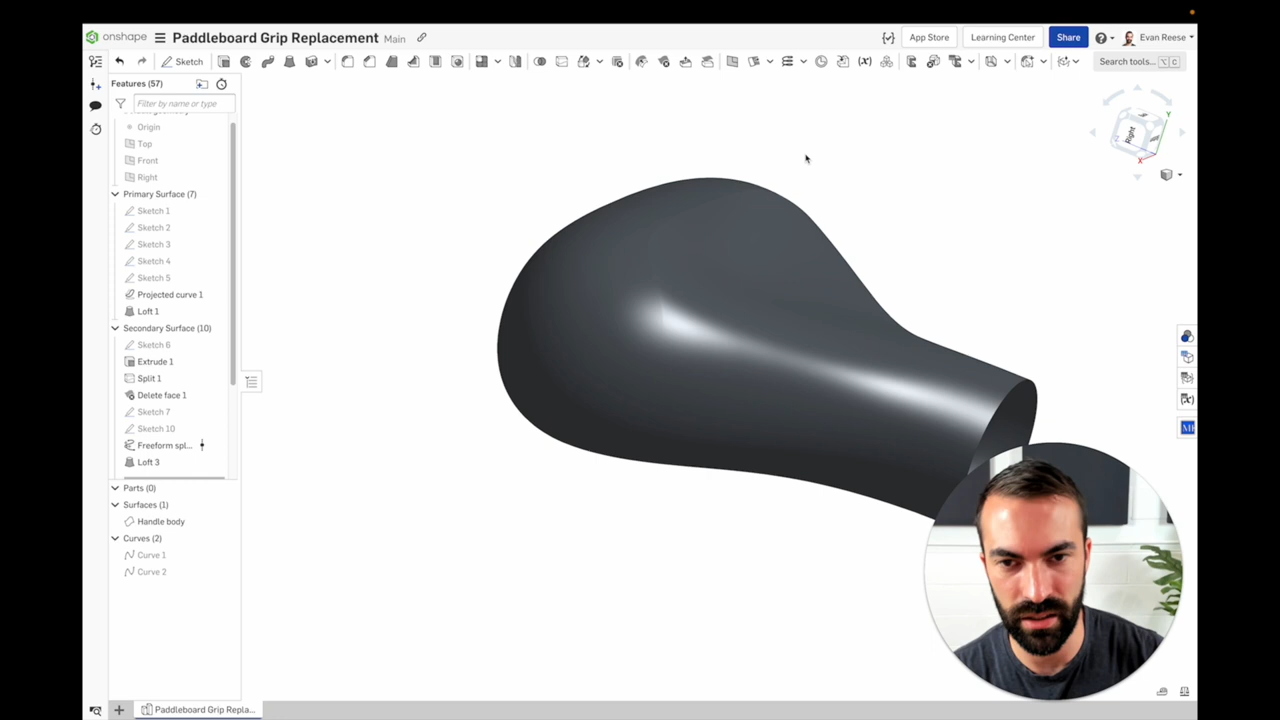 onshape
Paddleboard Grip Replacement Main
App Store
Learning Center
Share
Evan Reese
Sketch
Search tools...
Features (57)
Filter by name or type
Origin
Top
Front
Right
Primary Surface (7)
Sketch 1
Sketch 2
Sketch 3
Sketch 4
Sketch 5
Projected curve 1
Loft 1
Secondary Surface (10)
Sketch 6
Extrude 1
Split 1
Delete face 1
Sketch 7
Sketch 10
Freeform spl...
Loft 3
Parts (0)
Surfaces (1)
Handle body
Curves (2)
Curve 1
Curve 2
Right
Y
X
Paddleboard Grip Repla...